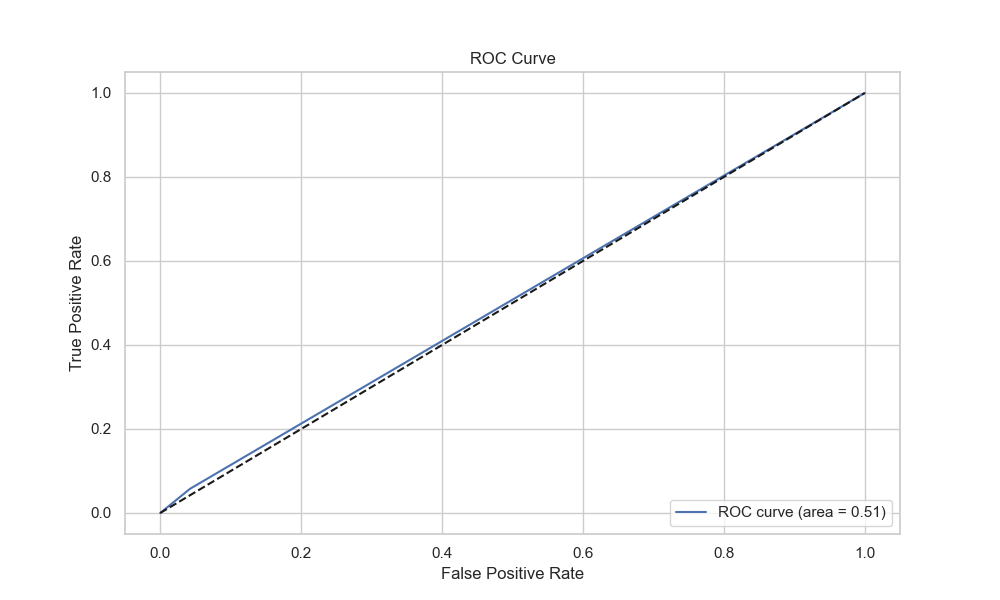 ROC Curve
True Positive Rate
1.0
0.8
0.6
0.4
0.2
0.0
ROC curve (area = 0.51)
0.0 0.2 0.4 0.6 0.8 1.0
False Positive Rate